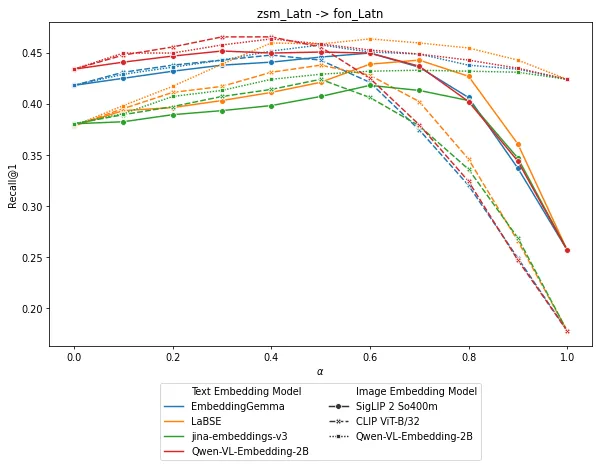 zsm_Latn -> fon_Latn
0.45
0.40
0.35
0.30
0.25
0.20
Recall@1
0.0 0.2 0.4 0.6 0.8 1.0
α
Text Embedding Model
EmbeddingGemma
LaBSE
jina-embeddings-v3
Qwen-VL-Embedding-2B
Image Embedding Model
SigLIP 2 So400m
CLIP ViT-B/32
Qwen-VL-Embedding-2B